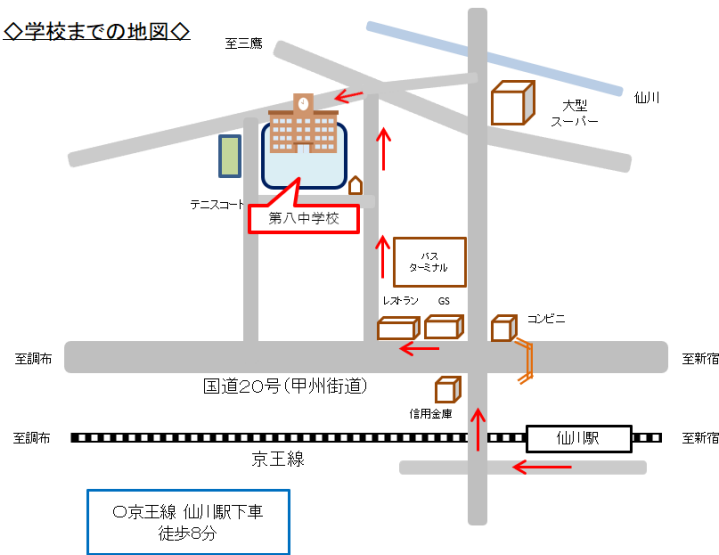 ◇学校までの地図◇
至三鷹
仙川
大型
スーパー
テニスコート
第八中学校
バス
ターミナル
レストラン
GS
コンビニ
至調布
至新宿
国道20号(甲州街道)
信用金庫
至調布
仙川駅
至新宿
京王線
○京王線 仙川駅下車
徒歩8分